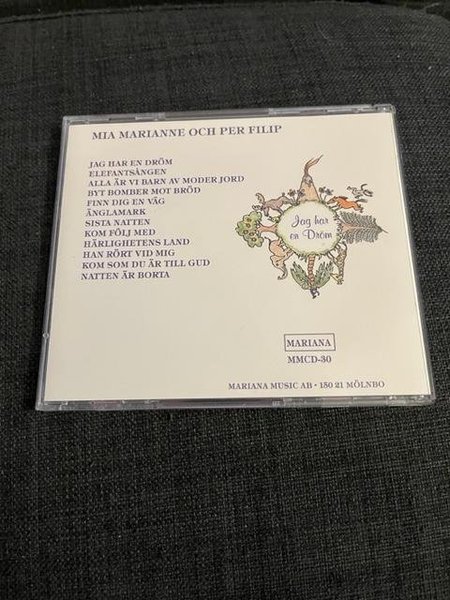 MIA MARIANNE OCH PER FILIP
JAG HAR EN DRÖM
ELEFANTSÅNGEN
ALLA ÄR VI BARN AV MODER JORD
BYT BOMBER MOT BRÖD
FINN DIG EN VÄG
ÄNGLAMARK
SISTA NATTEN
KOM FÖLJ MED
HÄRLIGHETENS LAND
HAN RÖRT VID MIG
KOM SOM DU ÄR TILL GUD
NATTEN ÄR BORTA
Jag har
en Dröm
MARIANA
MMCD-30
MARIANA MUSIC AB • 150 21 MÖLNBO